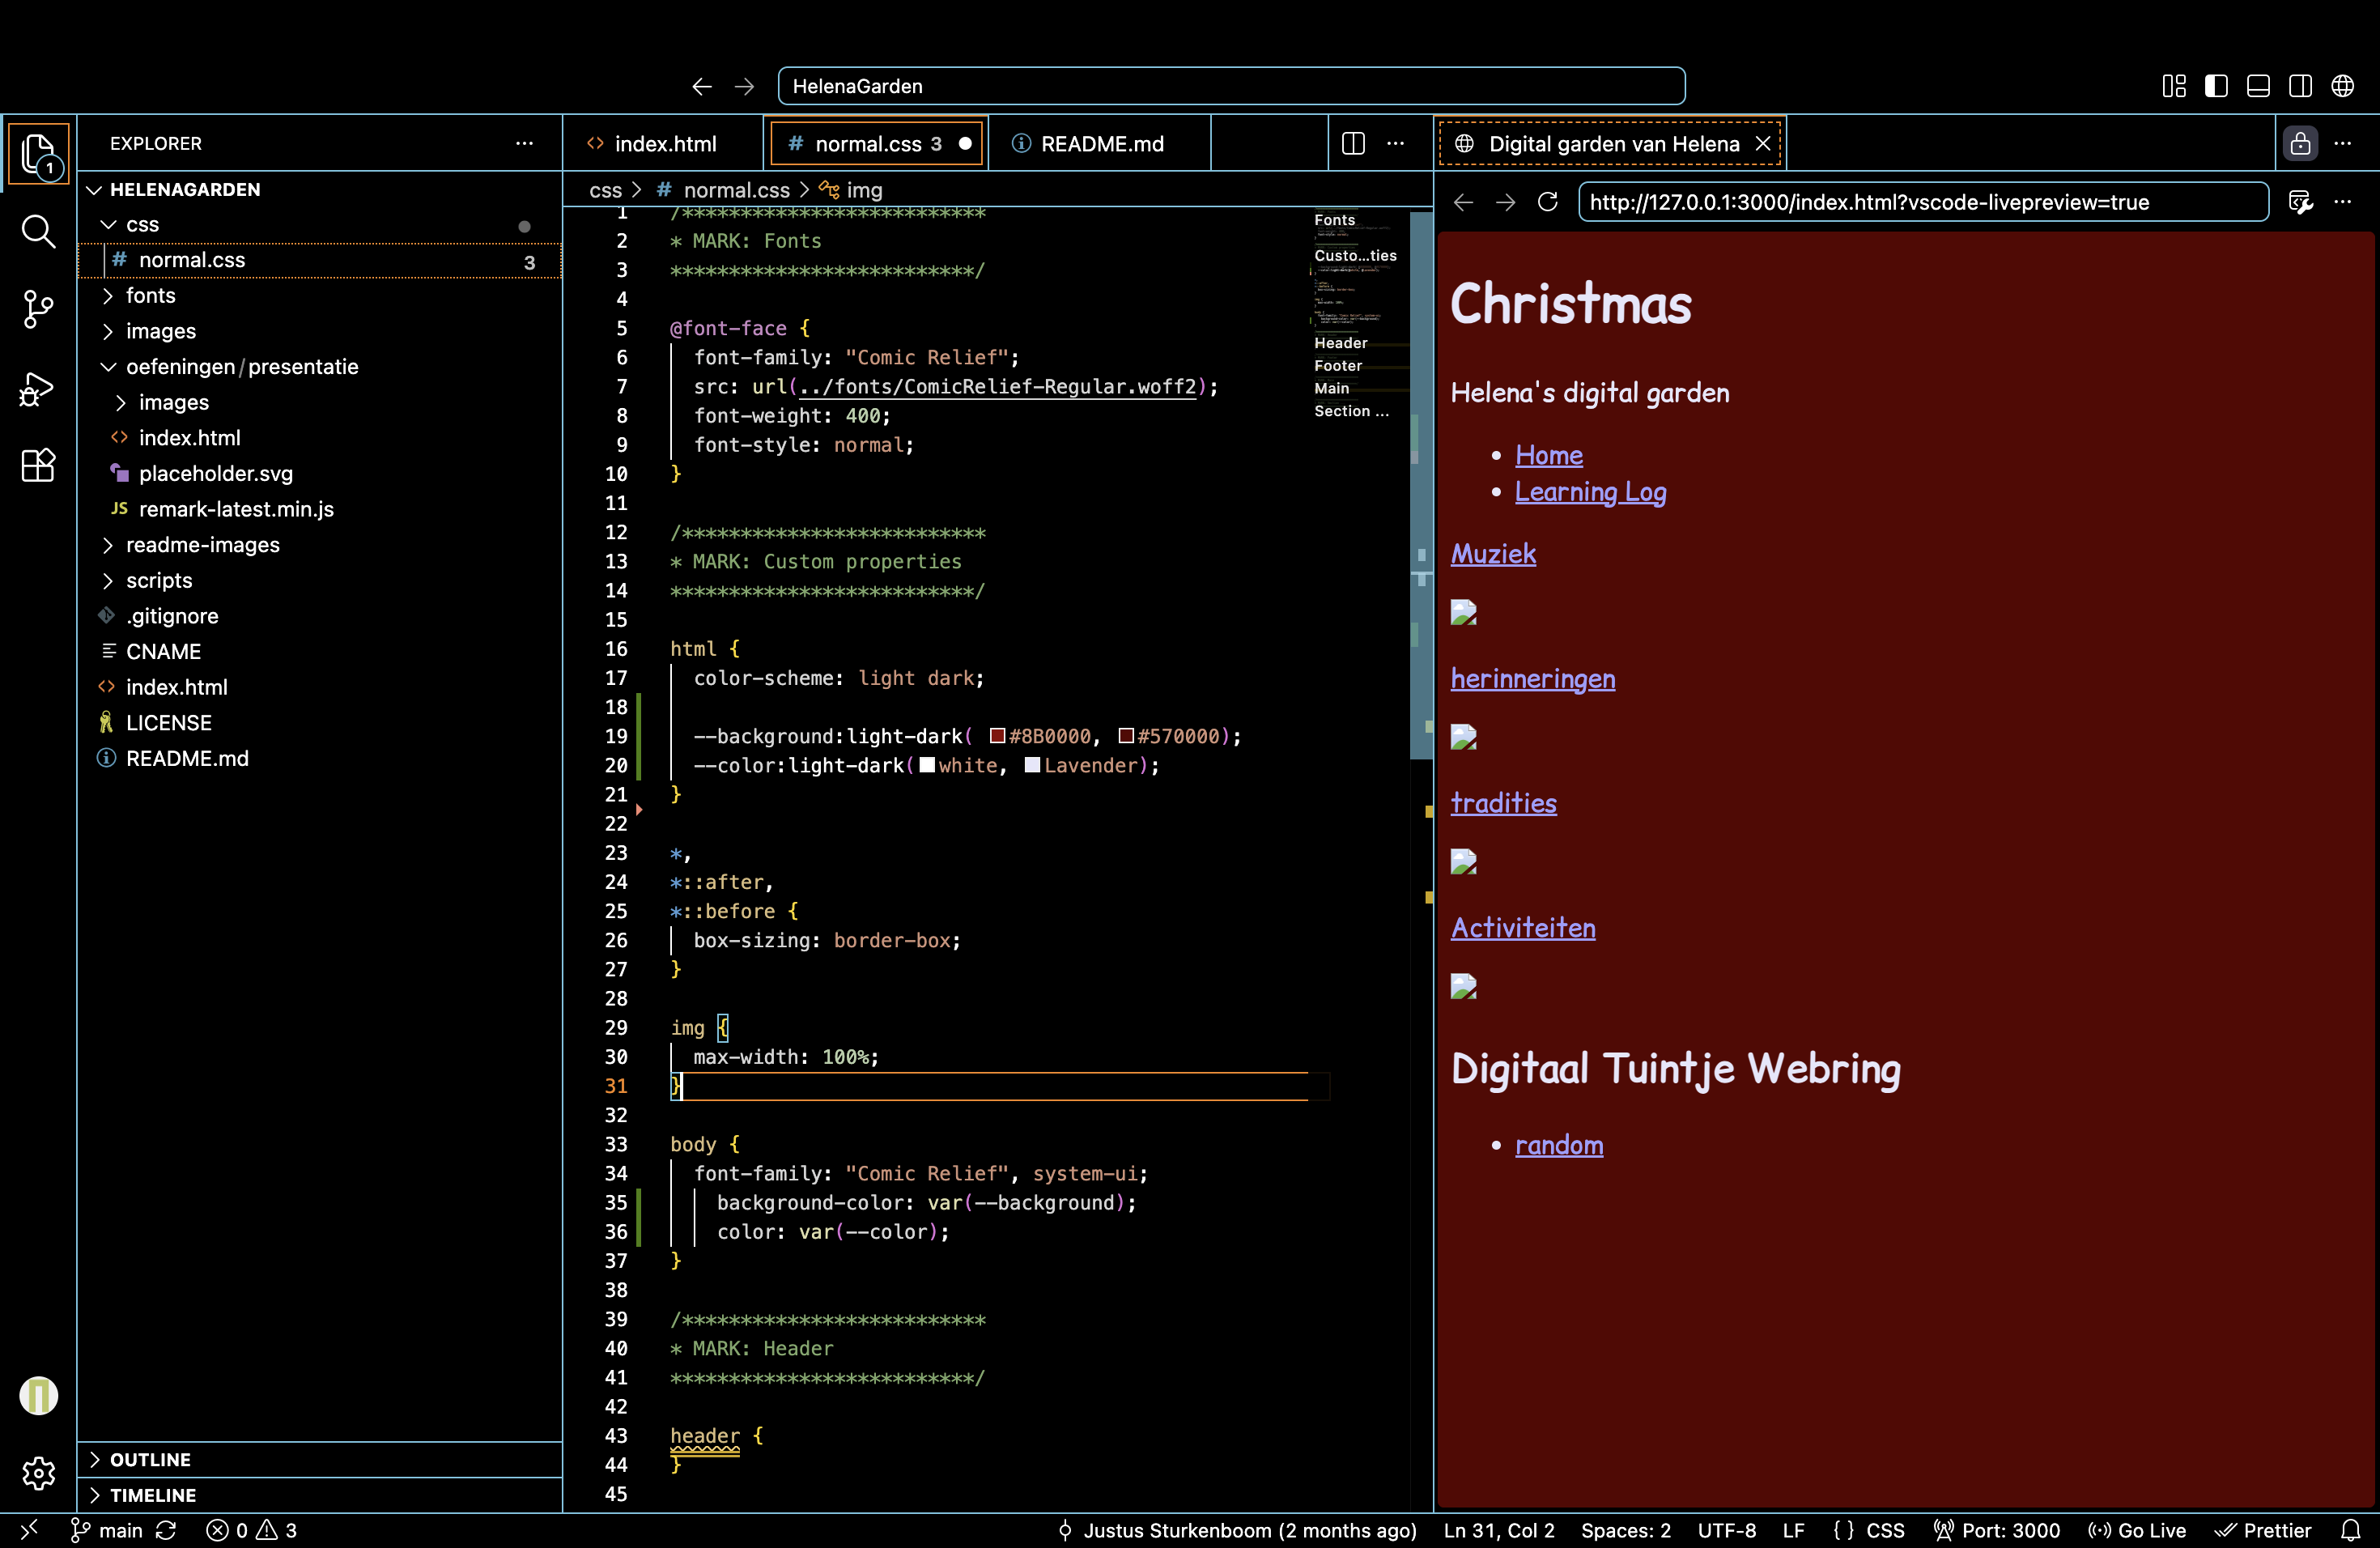 HelenaGarden
1
EXPLORER
HELENAGARDEN
css
normal.css 3
fonts
images
oefeningen/presentatie
images
index.html
placeholder.svg
JS remark-latest.min.js
readme-images
scripts
.gitignore
CNAME
index.html
LICENSE
README.md
OUTLINE
TIMELINE
index.html
# normal.css 3
README.md
css > # normal.css > img
1 /**************************
2 * MARK: Fonts
3 **************************/
4
5 @font-face {
6 font-family: "Comic Relief";
7 src: url(../fonts/ComicRelief-Regular.woff2);
8 font-weight: 400;
9 font-style: normal;
10 }
11
12 /**************************
13 * MARK: Custom properties
14 **************************/
15
16 html {
17 color-scheme: light dark;
18
19 --background:light-dark( #8B0000, #570000);
20 --color:light-dark(white, Lavender);
21 }
22
23 *,
24 *::after,
25 *::before {
26 box-sizing: border-box;
27 }
28
29 img {
30 max-width: 100%;
31 }
32
33 body {
34 font-family: "Comic Relief", system-ui;
35 background-color: var(--background);
36 color: var(--color);
37 }
38
39 /**************************
40 * MARK: Header
41 **************************/
42
43 header {
44 }
45
Fonts
Custo...ties
Header
Footer
Main
Section ...
Digital garden van Helena
http://127.0.0.1:3000/index.html?vscode-livepreview=true
Christmas
Helena's digital garden
• Home
• Learning Log
Muziek
herinneringen
tradities
Activiteiten
Digitaal Tuintje Webring
• random
main
0
3
Justus Sturkenboom (2 months ago)
Ln 31, Col 2
Spaces: 2
UTF-8
LF
{ } CSS
Port: 3000
Go Live
Prettier